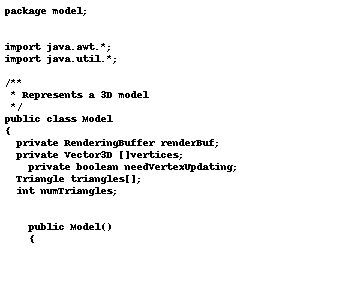 package model;
import java.awt.*;
import java.util.*;
/**
 * Represents a 3D model
 */
public class Model
{
  private RenderingBuffer renderBuf;
  private Vector3D []vertices;
    private boolean needVertexUpdating;
  Triangle triangles[];
  int numTriangles;
    public Model()
    {